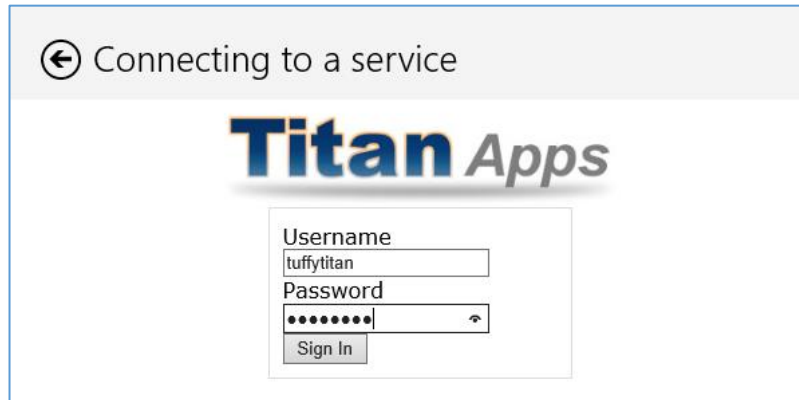 Connecting to a service
Titan Apps
Username
tuffytitan
Password
••••••••
Sign In